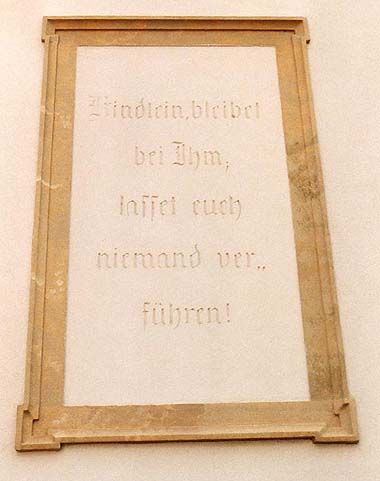 Kindlein, bleibet
bei Ihm;
lasset euch
niemand ver„
führen!